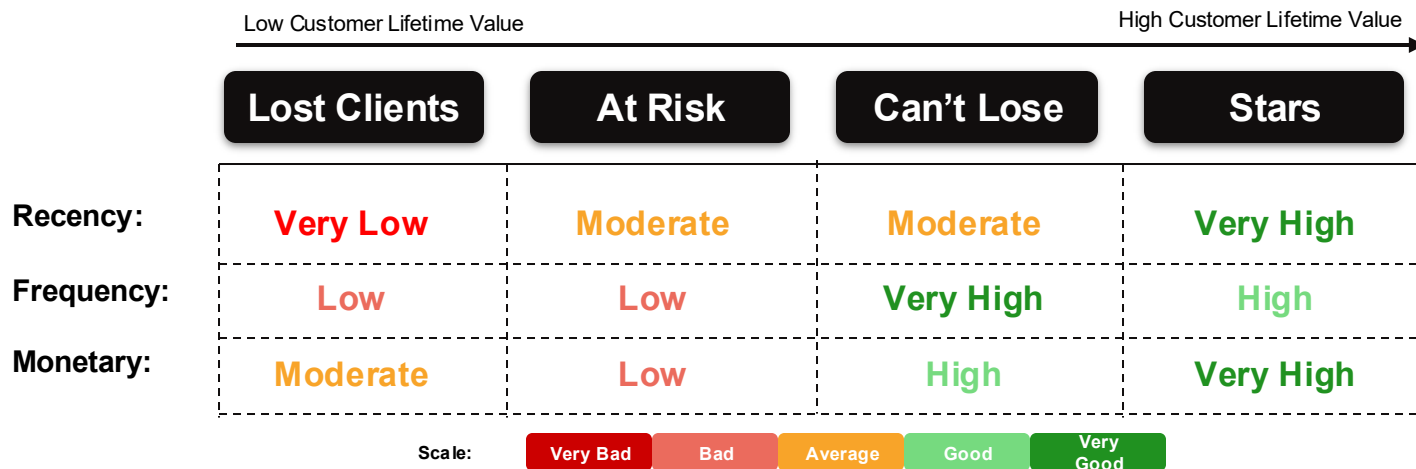 Low Customer Lifetime Value High Customer Lifetime Value
Lost Clients At Risk Can't Lose Stars
Recency: Very Low Moderate Moderate Very High
Frequency: Low Low Very High High
Monetary: Moderate Low High Very High
Scale: Very Bad Bad Average Good Very
Good